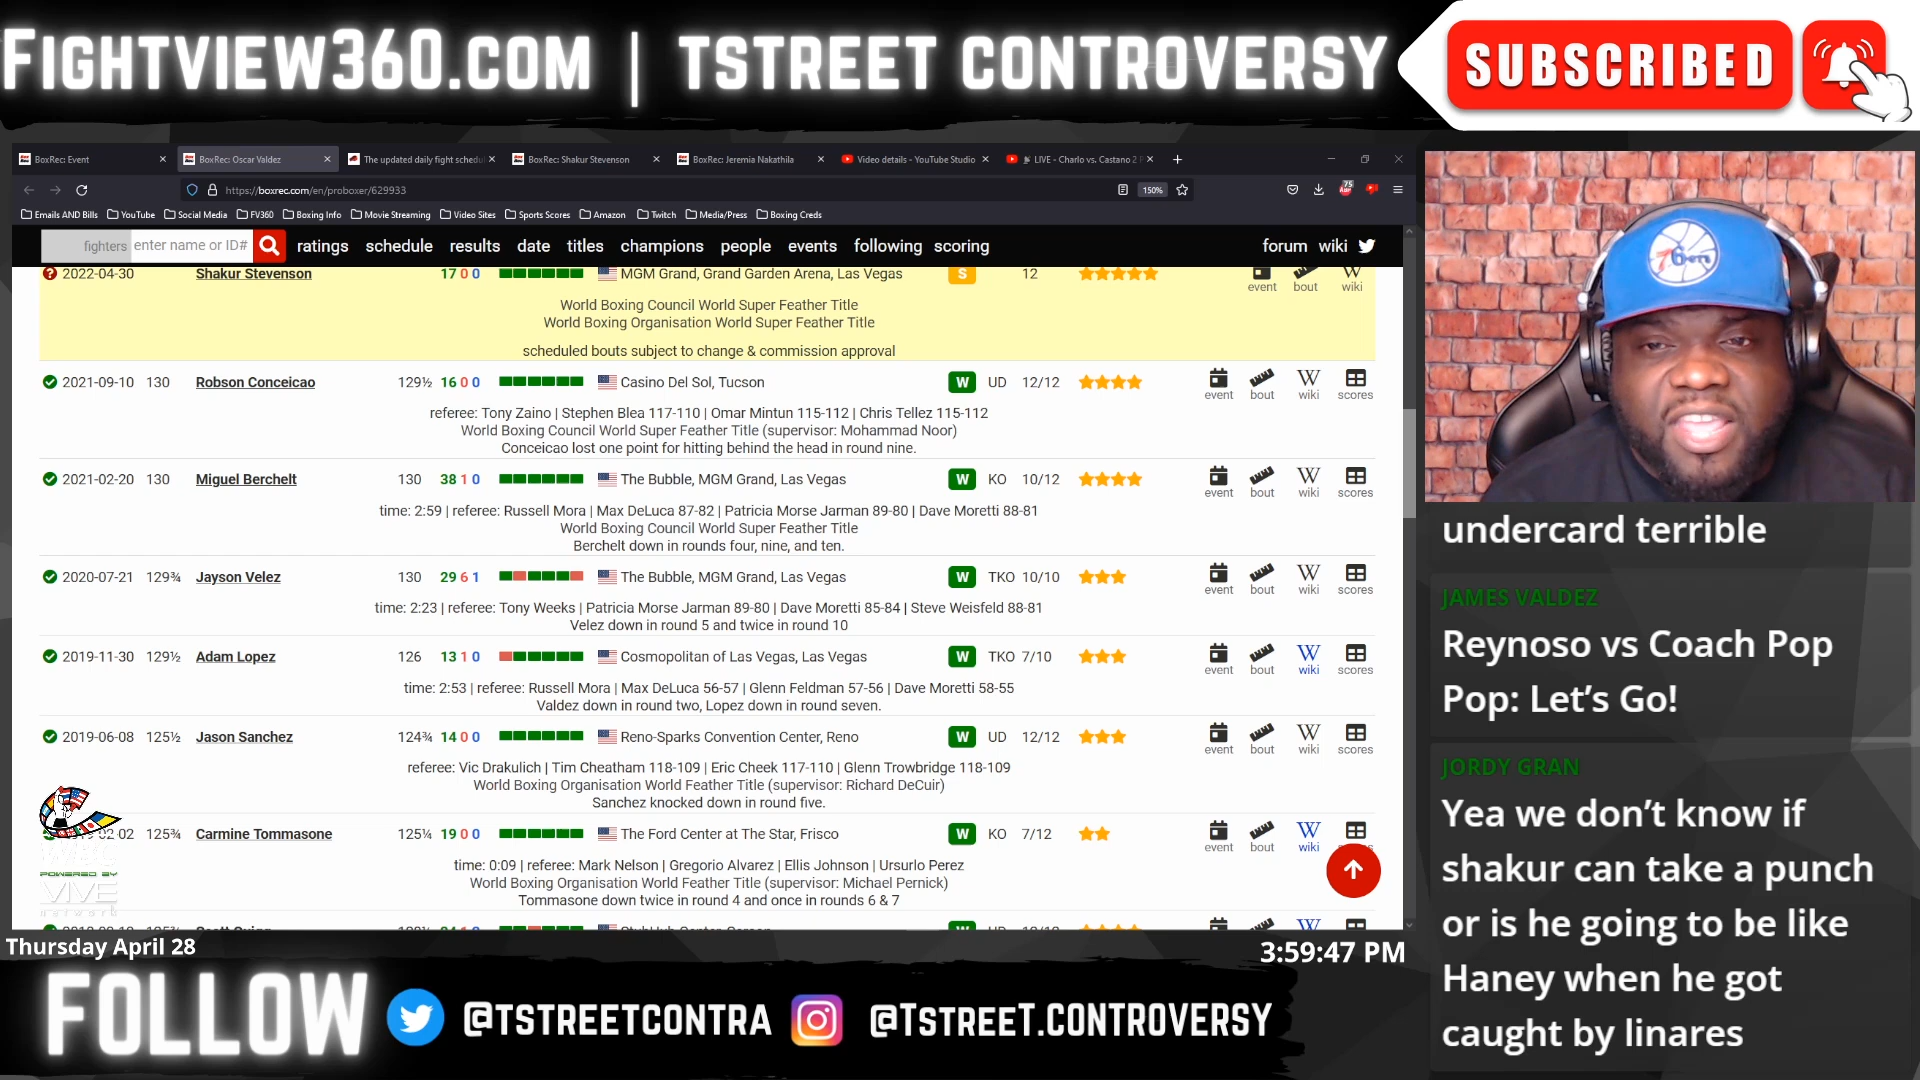 FIGHTVIEW360.COM | TSTREET CONTROVERSY
SUBSCRIBED
BoxRec: Event
BoxRec: Oscar Valdez
The updated daily fight schedul
BoxRec: Shakur Stevenson
BoxRec: Jeremia Nakathila
Video details - YouTube Studio
LIVE - Charlo vs. Castano 2
https://boxrec.com/en/proboxer/629933
150%
75
Emails AND Bills YouTube Social Media FV360 Boxing Info Movie Streaming Video Sites Sports Scores Amazon Twitch Media/Press Boxing Creds
fighters enter name or ID# ratings schedule results date titles champions people events following scoring forum wiki
2022-04-30 Shakur Stevenson 17 0 0 MGM Grand, Grand Garden Arena, Las Vegas S 12
event bout wiki
World Boxing Council World Super Feather Title
World Boxing Organisation World Super Feather Title
scheduled bouts subject to change & commission approval
2021-09-10 130 Robson Conceicao 129½ 16 0 0 Casino Del Sol, Tucson W UD 12/12
event bout wiki scores
referee: Tony Zaino | Stephen Blea 117-110 | Omar Mintun 115-112 | Chris Tellez 115-112
World Boxing Council World Super Feather Title (supervisor: Mohammad Noor)
Conceicao lost one point for hitting behind the head in round nine.
2021-02-20 130 Miguel Berchelt 130 38 1 0 The Bubble, MGM Grand, Las Vegas W KO 10/12
event bout wiki scores
time: 2:59 | referee: Russell Mora | Max DeLuca 87-82 | Patricia Morse Jarman 89-80 | Dave Moretti 88-81
World Boxing Council World Super Feather Title
Berchelt down in rounds four, nine, and ten.
2020-07-21 129¾ Jayson Velez 130 29 6 1 The Bubble, MGM Grand, Las Vegas W TKO 10/10
event bout wiki scores
time: 2:23 | referee: Tony Weeks | Patricia Morse Jarman 89-80 | Dave Moretti 85-84 | Steve Weisfeld 88-81
Velez down in round 5 and twice in round 10
2019-11-30 129½ Adam Lopez 126 13 1 0 Cosmopolitan of Las Vegas, Las Vegas W TKO 7/10
event bout wiki scores
time: 2:53 | referee: Russell Mora | Max DeLuca 56-57 | Glenn Feldman 57-56 | Dave Moretti 58-55
Valdez down in round two, Lopez down in round seven.
2019-06-08 125½ Jason Sanchez 124¾ 14 0 0 Reno-Sparks Convention Center, Reno W UD 12/12
event bout wiki scores
referee: Vic Drakulich | Tim Cheatham 118-109 | Eric Cheek 117-110 | Glenn Trowbridge 118-109
World Boxing Organisation World Feather Title (supervisor: Richard DeCuir)
Sanchez knocked down in round five.
02-02 125¾ Carmine Tommasone 125¼ 19 0 0 The Ford Center at The Star, Frisco W KO 7/12
event bout wiki
time: 0:09 | referee: Mark Nelson | Gregorio Alvarez | Ellis Johnson | Ursurlo Perez
World Boxing Organisation World Feather Title (supervisor: Michael Pernick)
Tommasone down twice in round 4 and once in rounds 6 & 7
WBC
POWERED BY
VIVE
network
76ers
undercard terrible
JAMES VALDEZ
Reynoso vs Coach Pop
Pop: Let's Go!
JORDY GRAN
Yea we don't know if
shakur can take a punch
or is he going to be like
Haney when he got
caught by linares
Thursday April 28
3:59:47 PM
FOLLOW @TSTREETCONTRA @TSTREET.CONTROVERSY